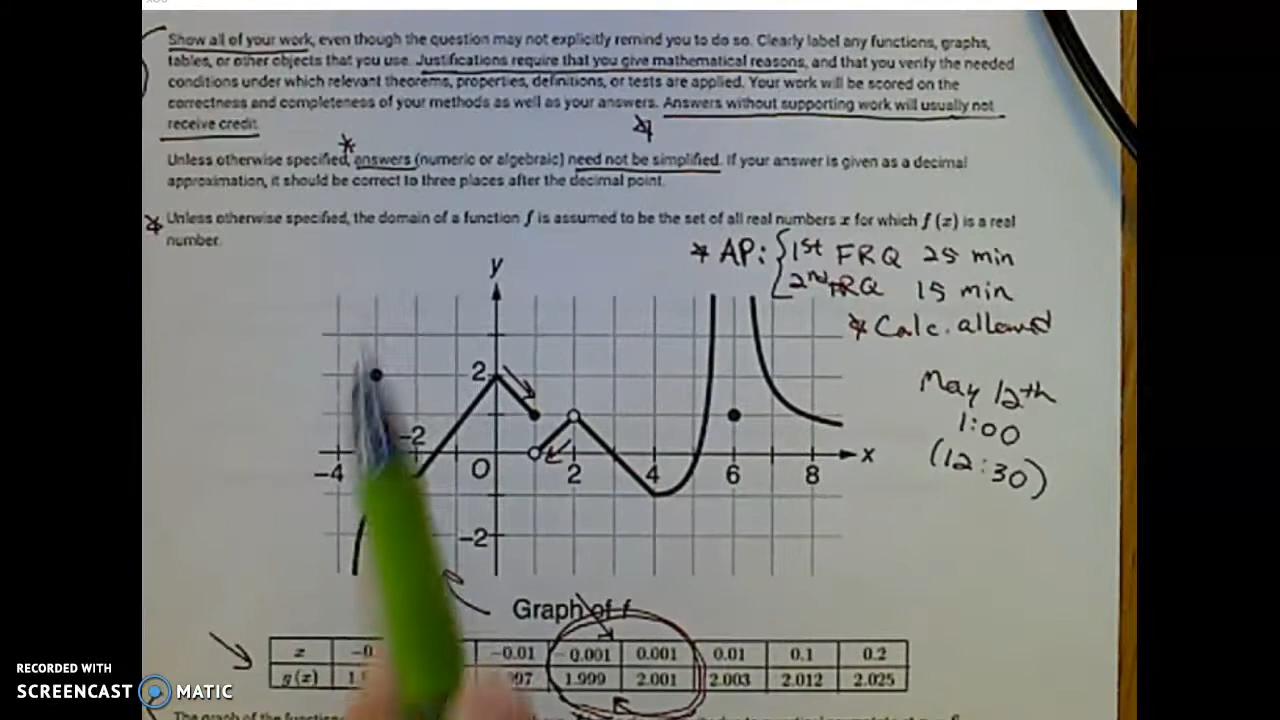 Show all of your work, even though the question may not explicitly remind you to do so. Clearly label any functions, graphs,
tables, or other objects that you use. Justifications require that you give mathematical reasons, and that you verify the needed
conditions under which relevant theorems, properties, definitions, or tests are applied. Your work will be scored on the
correctness and completeness of your methods as well as your answers. Answers without supporting work will usually not
receive credit.
Unless otherwise specified, answers (numeric or algebraic) need not be simplified. If your answer is given as a decimal
approximation, it should be correct to three places after the decimal point.
Unless otherwise specified, the domain of a function f is assumed to be the set of all real numbers x for which f(x) is a real
number.
* AP: { 1st FRQ 25 min
2nd FRQ 15 min
* Calc. allowed
May 12th
1:00
(12:30)
y
2
-2
-4 O 2 4 6 8 x
-2
Graph of f
x -0.01 -0.001 0.001 0.01 0.1 0.2
g(x) 1.999 2.001 2.003 2.012 2.025
The graph of the function
RECORDED WITH
SCREENCAST MATIC